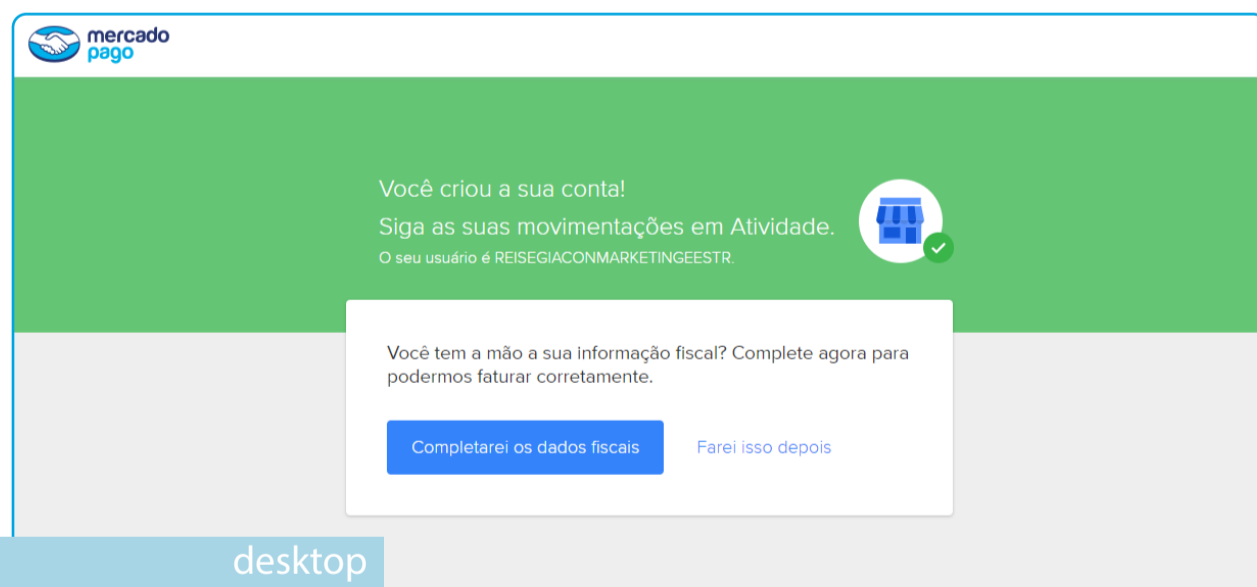 mercado
pago
Você criou a sua conta!
Siga as suas movimentações em Atividade.
O seu usuário é REISEGIACONMARKETINGEESTR.
Você tem a mão a sua informação fiscal? Complete agora para
podermos faturar corretamente.
Completarei os dados fiscais
Farei isso depois
desktop